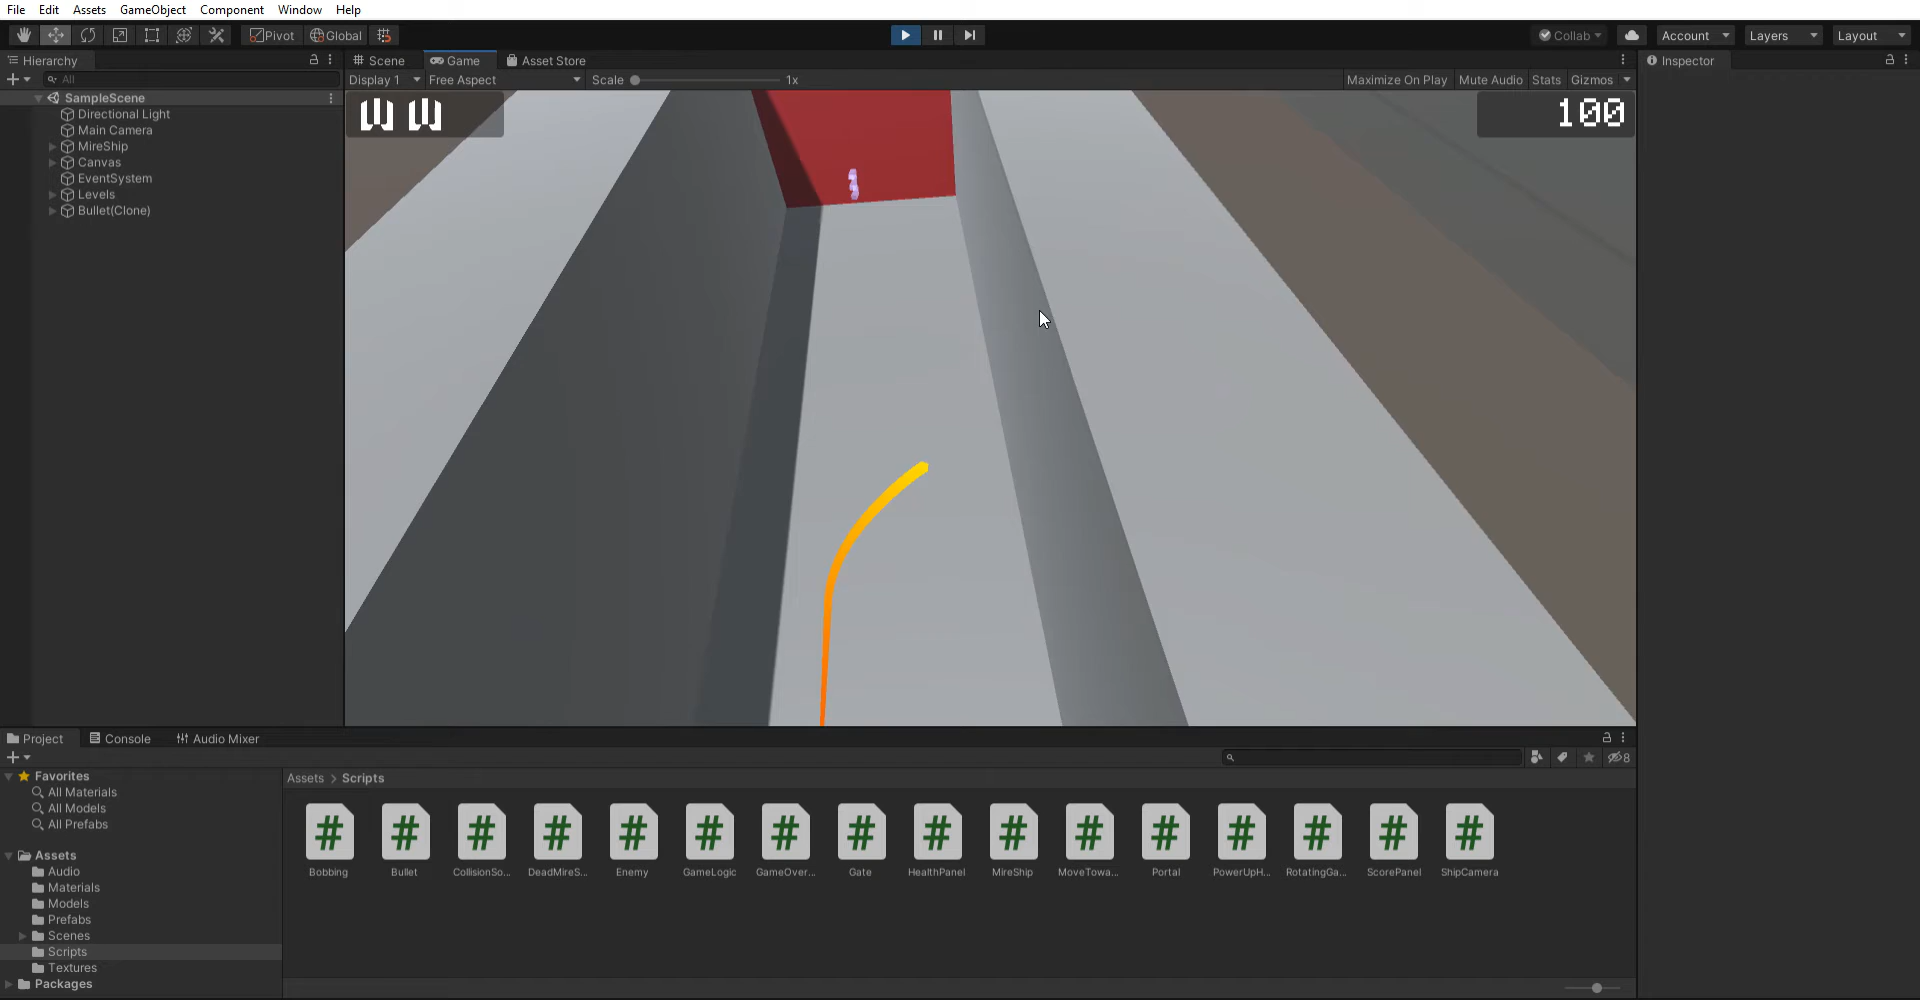 File Edit Assets GameObject Component Window Help
Pivot Global Collab Account Layers Layout
Hierarchy
All
SampleScene
Directional Light
Main Camera
MireShip
Canvas
EventSystem
Levels
Bullet(Clone)
Scene Game Asset Store
Display 1 Free Aspect Scale 1x Maximize On Play Mute Audio Stats Gizmos
100
Inspector
Project Console Audio Mixer
8
Favorites
All Materials
All Models
All Prefabs
Assets
Audio
Materials
Models
Prefabs
Scenes
Scripts
Textures
Packages
Assets > Scripts
# # # # # # # # # # # # # # # #
Bobbing Bullet CollisionSo... DeadMireS... Enemy GameLogic GameOver... Gate HealthPanel MireShip MoveTowa... Portal PowerUpH... RotatingGa... ScorePanel ShipCamera